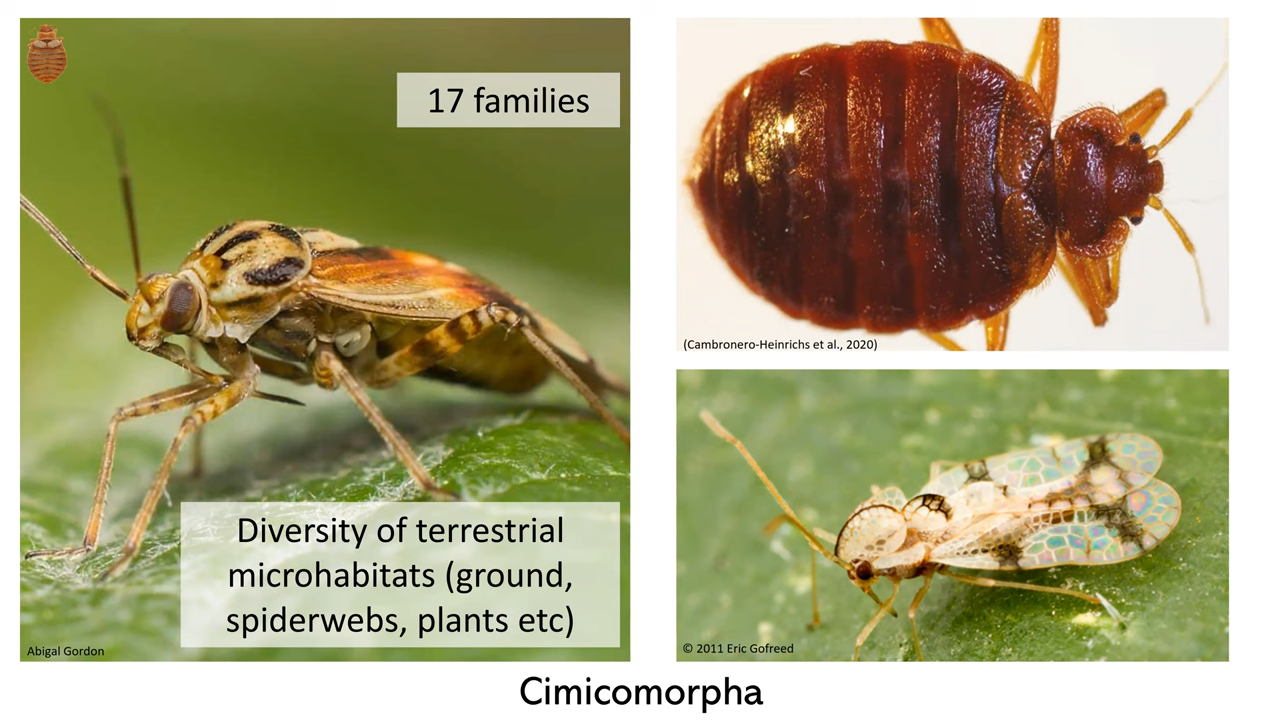 17 families
Diversity of terrestrial
microhabitats (ground,
spiderwebs, plants etc)
Abigal Gordon
(Cambronero-Heinrichs et al., 2020)
© 2011 Eric Gofreed
Cimicomorpha